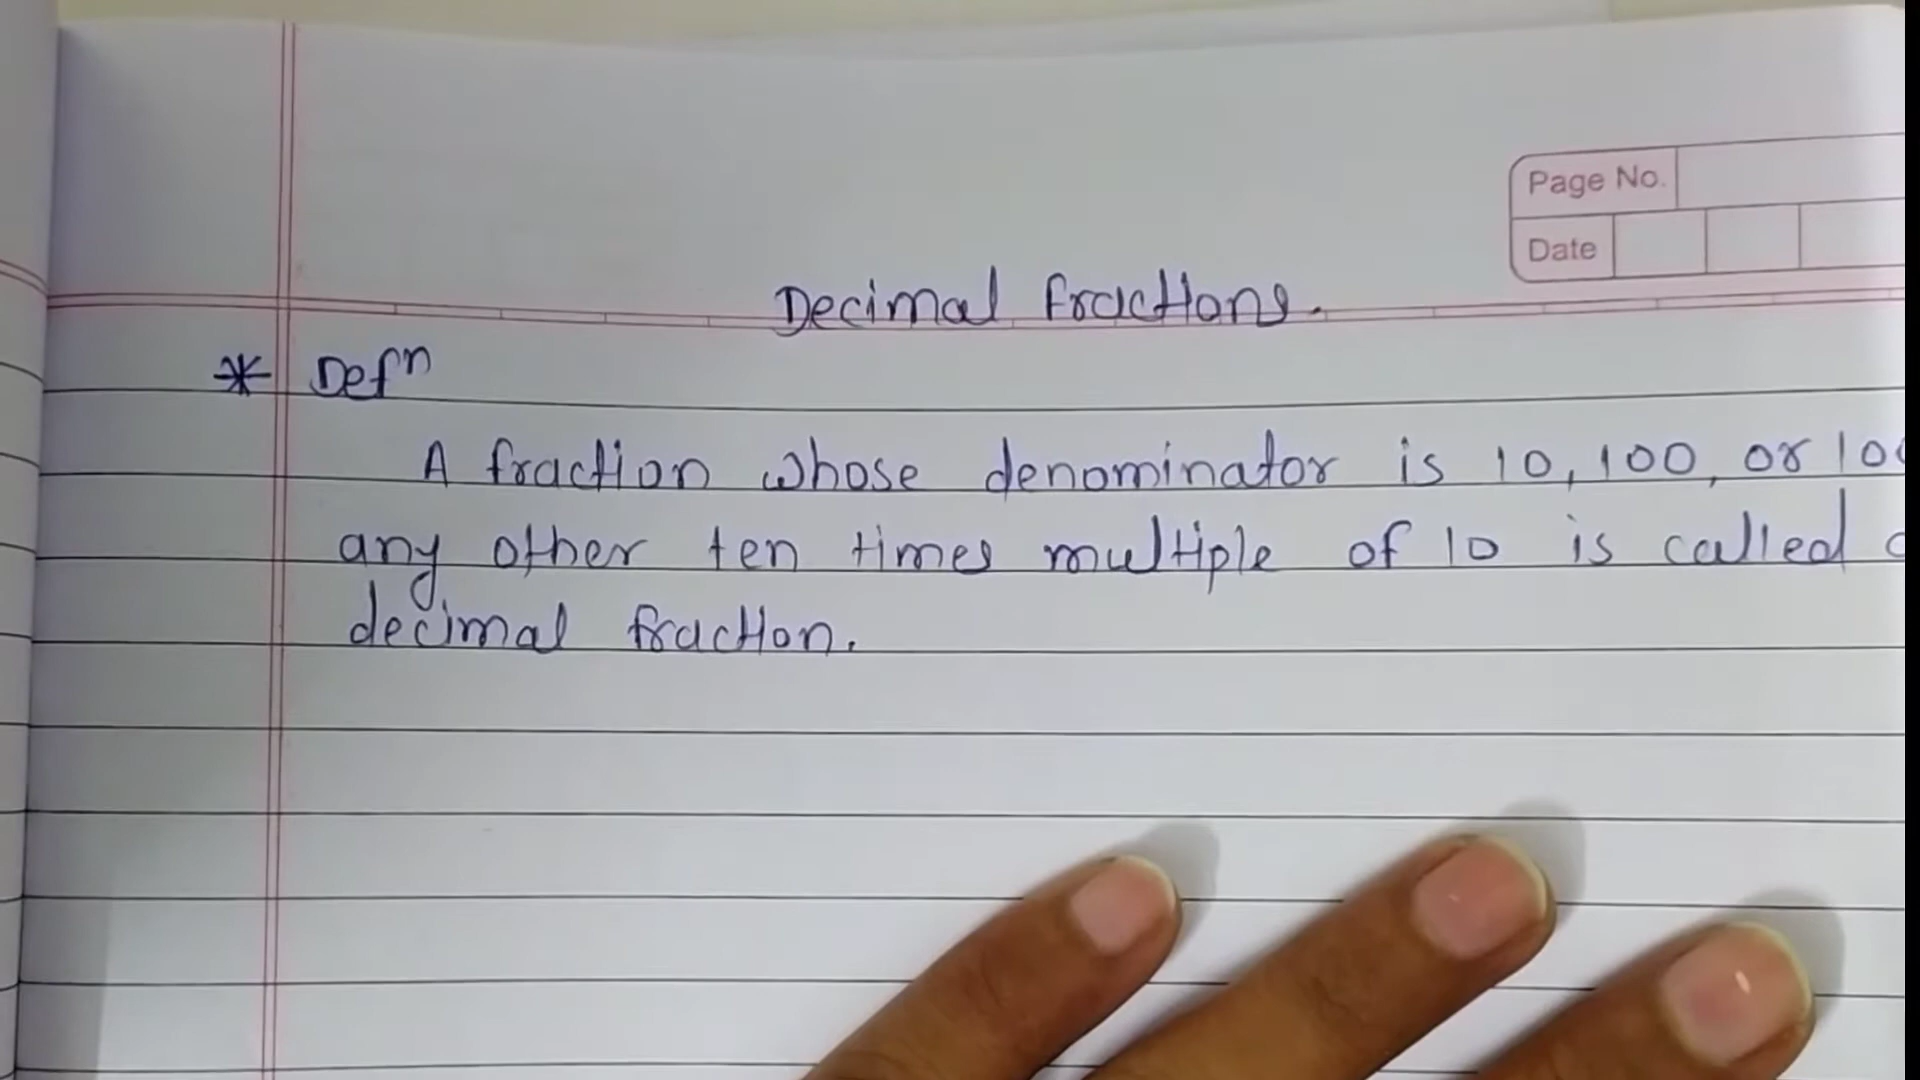 Page No.
Date
Decimal fractions.
* Defn
A fraction whose denominator is 10, 100, or
any other ten times multiple of 10 is called
decimal fraction.